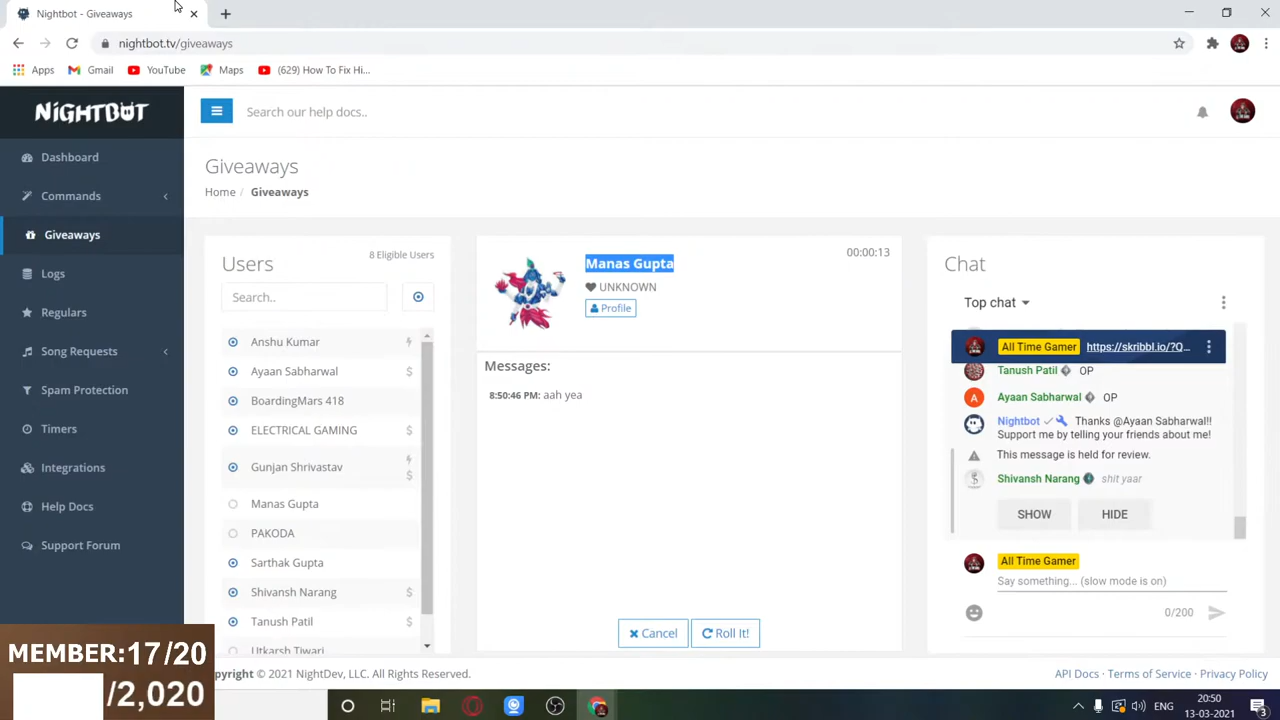 Nightbot - Giveaways
nightbot.tv/giveaways
Apps Gmail YouTube Maps (629) How To Fix Hi...
NIGHTBOT
Search our help docs..
Dashboard
Commands
Giveaways
Logs
Regulars
Song Requests
Spam Protection
Timers
Integrations
Help Docs
Support Forum
Giveaways
Home / Giveaways
Users
8 Eligible Users
Search..
Anshu Kumar
Ayaan Sabharwal $
BoardingMars 418
ELECTRICAL GAMING $
Gunjan Shrivastav $
Manas Gupta
PAKODA
Sarthak Gupta
Shivansh Narang $
Tanush Patil $
Utkarsh Tiwari
Manas Gupta
00:00:13
UNKNOWN
Profile
Messages:
8:50:46 PM: aah yea
Cancel Roll It!
Chat
Top chat
All Time Gamer https://skribbl.io/?Q...
Tanush Patil OP
A Ayaan Sabharwal OP
Nightbot Thanks @Ayaan Sabharwal!!
Support me by telling your friends about me!
This message is held for review.
Shivansh Narang shit yaar
SHOW HIDE
All Time Gamer
Say something... (slow mode is on)
0/200
MEMBER:17/20
/2,020
pyright © 2021 NightDev, LLC. All Rights Reserved.
API Docs · Terms of Service · Privacy Policy
ENG
20:50
13-03-2021
3